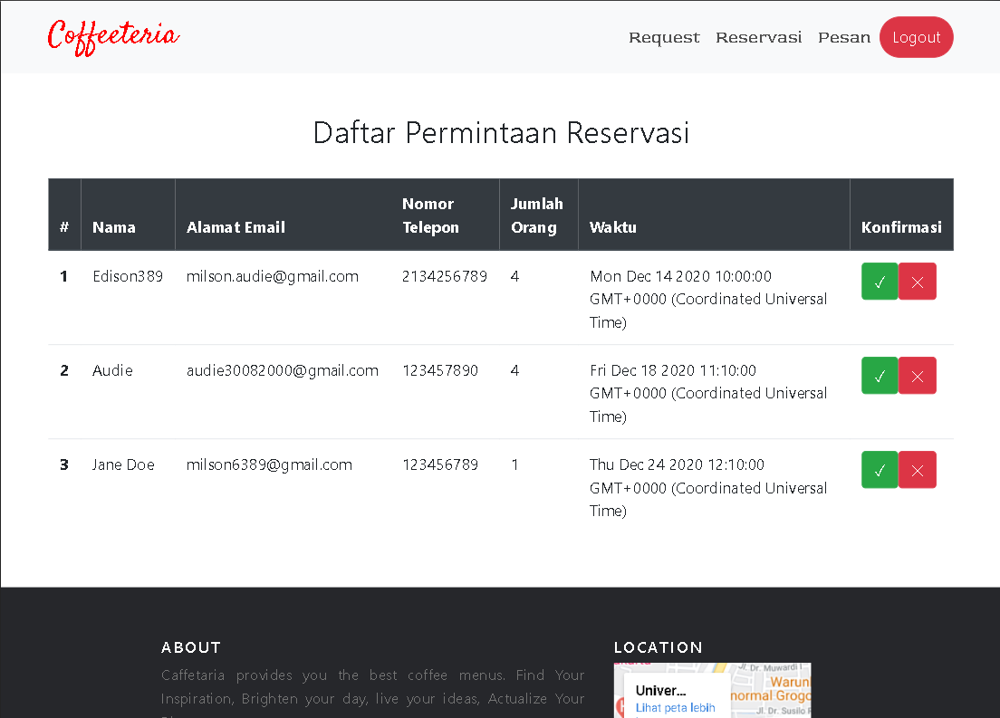 Coffeeteria
Request Reservasi Pesan Logout
Daftar Permintaan Reservasi
# Nama Alamat Email Nomor Telepon Jumlah Orang Waktu Konfirmasi
1 Edison389 milson.audie@gmail.com 2134256789 4 Mon Dec 14 2020 10:00:00
GMT+0000 (Coordinated Universal
Time)
✓ ×
2 Audie audie30082000@gmail.com 123457890 4 Fri Dec 18 2020 11:10:00
GMT+0000 (Coordinated Universal
Time)
✓ ×
3 Jane Doe milson6389@gmail.com 123456789 1 Thu Dec 24 2020 12:10:00
GMT+0000 (Coordinated Universal
Time)
✓ ×
ABOUT
Caffetaria provides you the best coffee menus. Find Your
Inspiration, Brighten your day, live your ideas, Actualize Your
LOCATION
Jl. Dr. Muwardi I
Univer...
Lihat peta lebih
Warun
normal Grogo
Jl. Dr. Susilo